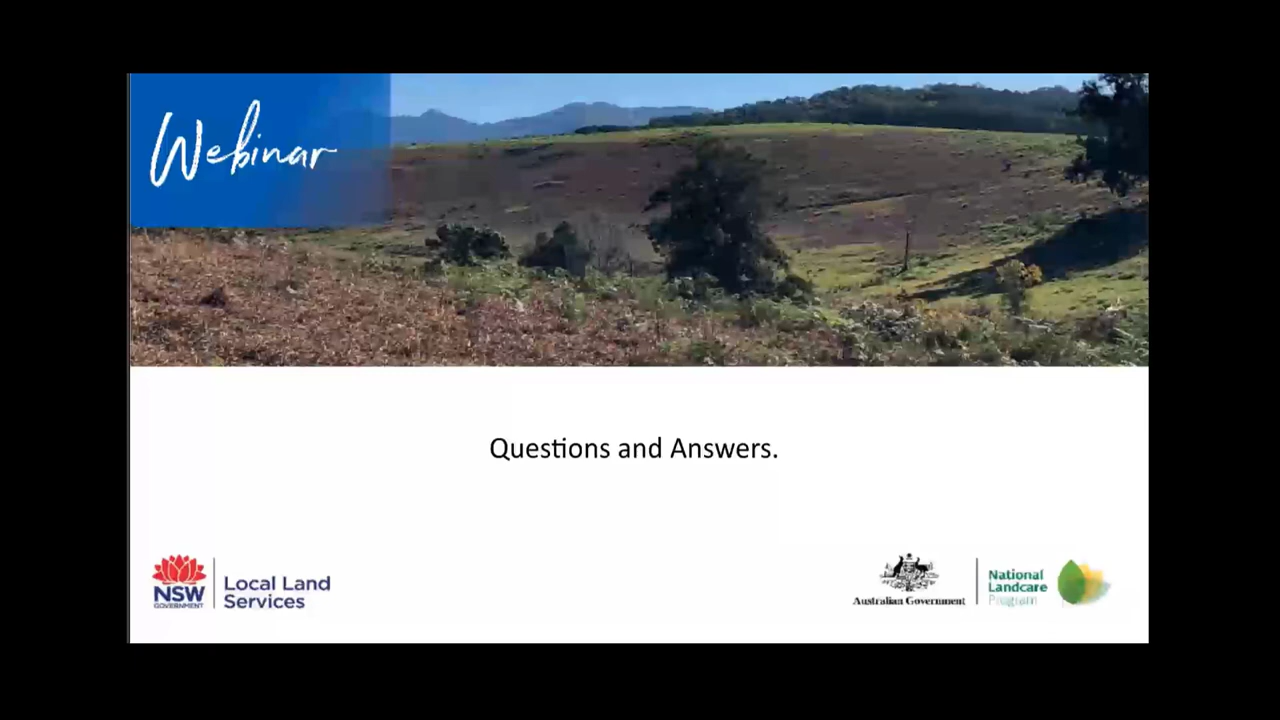 Webinar
Questions and Answers.
NSW
GOVERNMENT
Local Land
Services
Australian Government
National
Landcare
Program